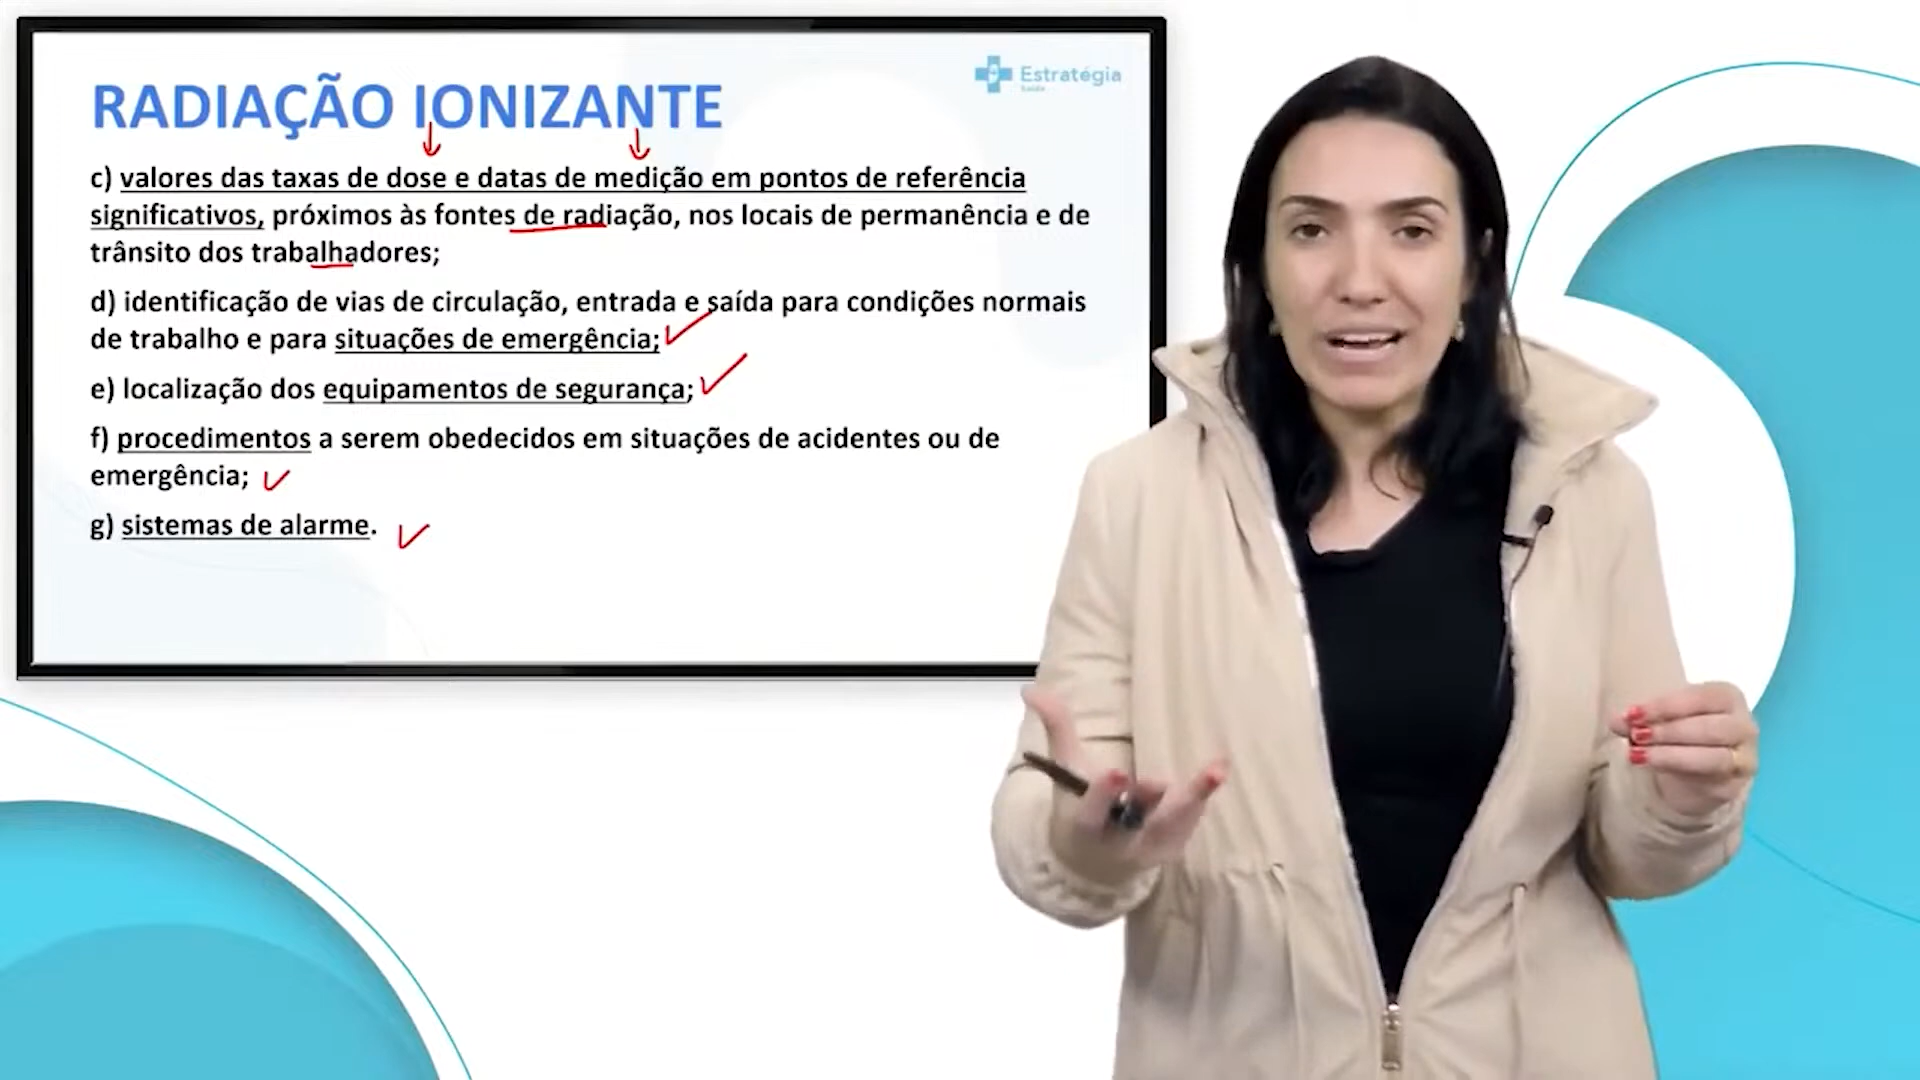 Estratégia
Saúde
RADIAÇÃO IONIZANTE
c) valores das taxas de dose e datas de medição em pontos de referência
significativos, próximos às fontes de radiação, nos locais de permanência e de
trânsito dos trabalhadores;
d) identificação de vias de circulação, entrada e saída para condições normais
de trabalho e para situações de emergência;
e) localização dos equipamentos de segurança;
f) procedimentos a serem obedecidos em situações de acidentes ou de
emergência;
g) sistemas de alarme.